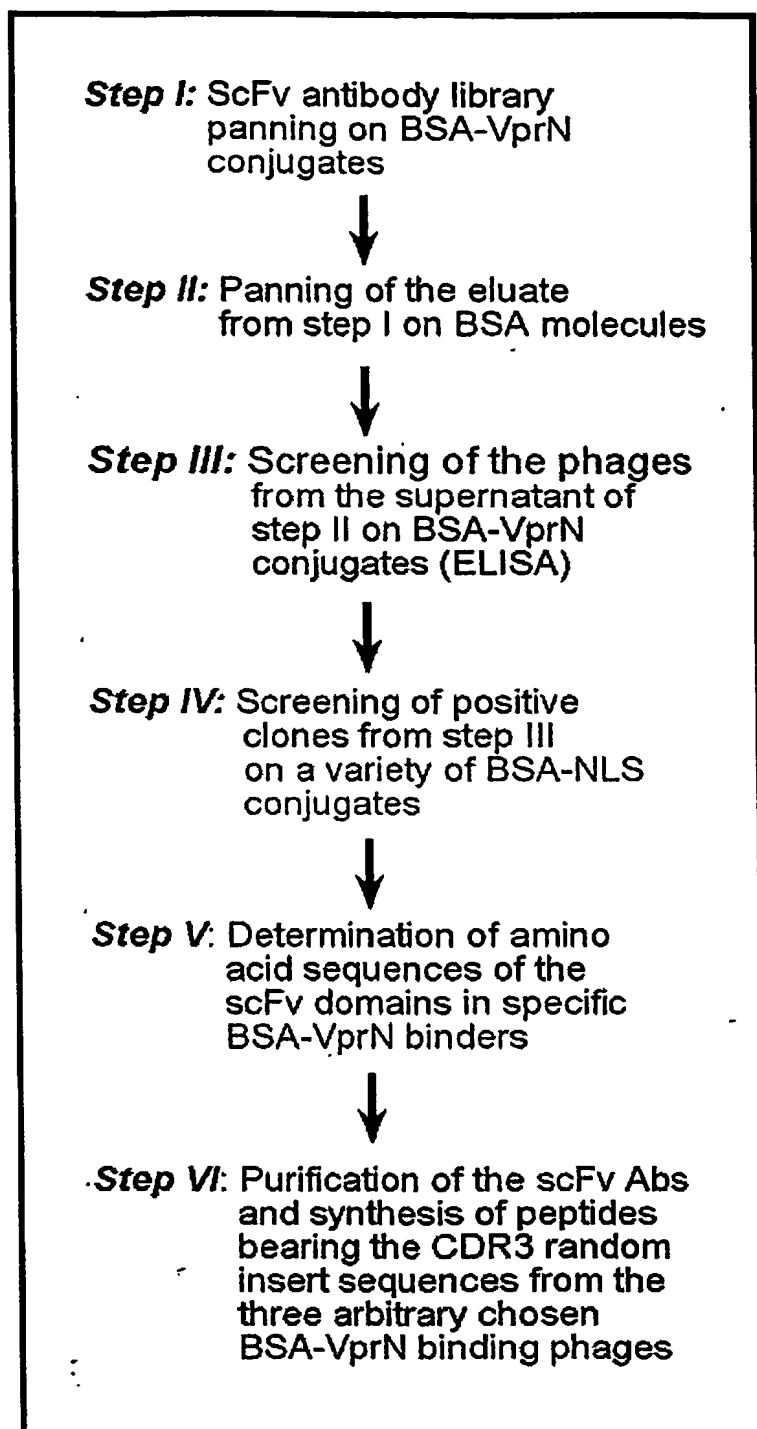 Step I: ScFv antibody library
panning on BSA-VprN
conjugates
Step II: Panning of the eluate
from step I on BSA molecules
Step III: Screening of the phages
from the supernatant of
step II on BSA-VprN
conjugates (ELISA)
Step IV: Screening of positive
clones from step III
on a variety of BSA-NLS
conjugates
Step V: Determination of amino
acid sequences of the
scFv domains in specific
BSA-VprN binders
Step VI: Purification of the scFv Abs
and synthesis of peptides
bearing the CDR3 random
insert sequences from the
three arbitrary chosen
BSA-VprN binding phages